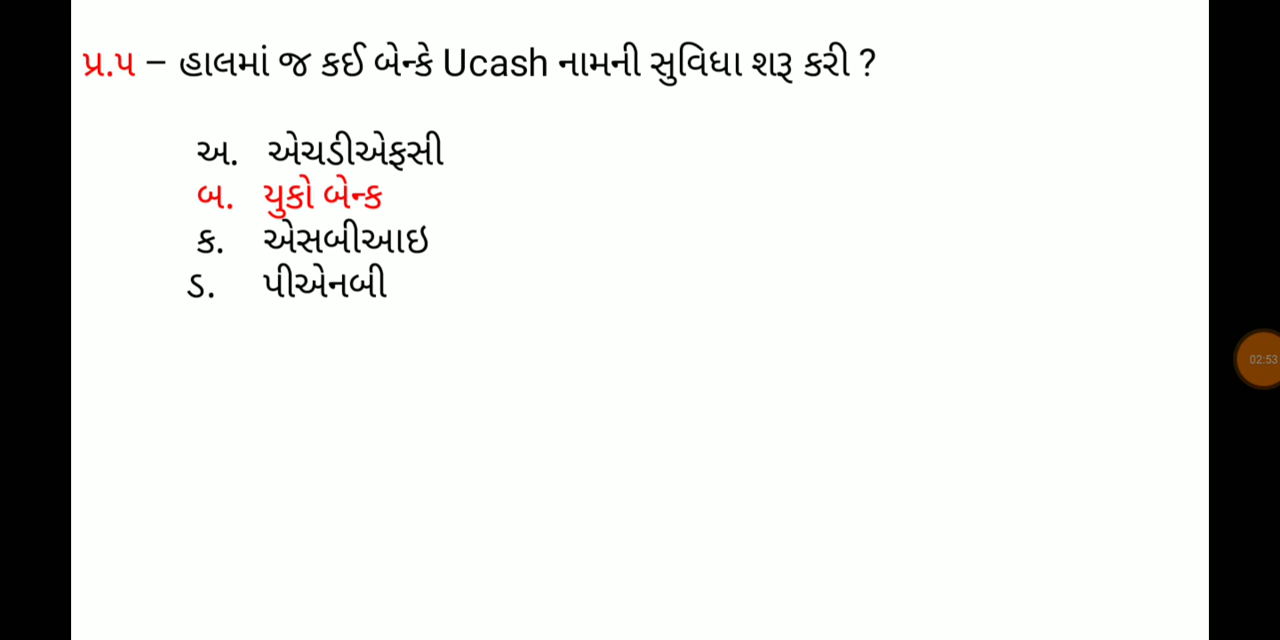 પ્ર.૫ – હાલમાં જ કઈ બેન્કે Ucash નામની સુવિધા શરૂ કરી ?
અ. એચડીએફસી
બ. યુકો બેન્ક
ક. એસબીઆઇ
ડ. પીએનબી
02:53